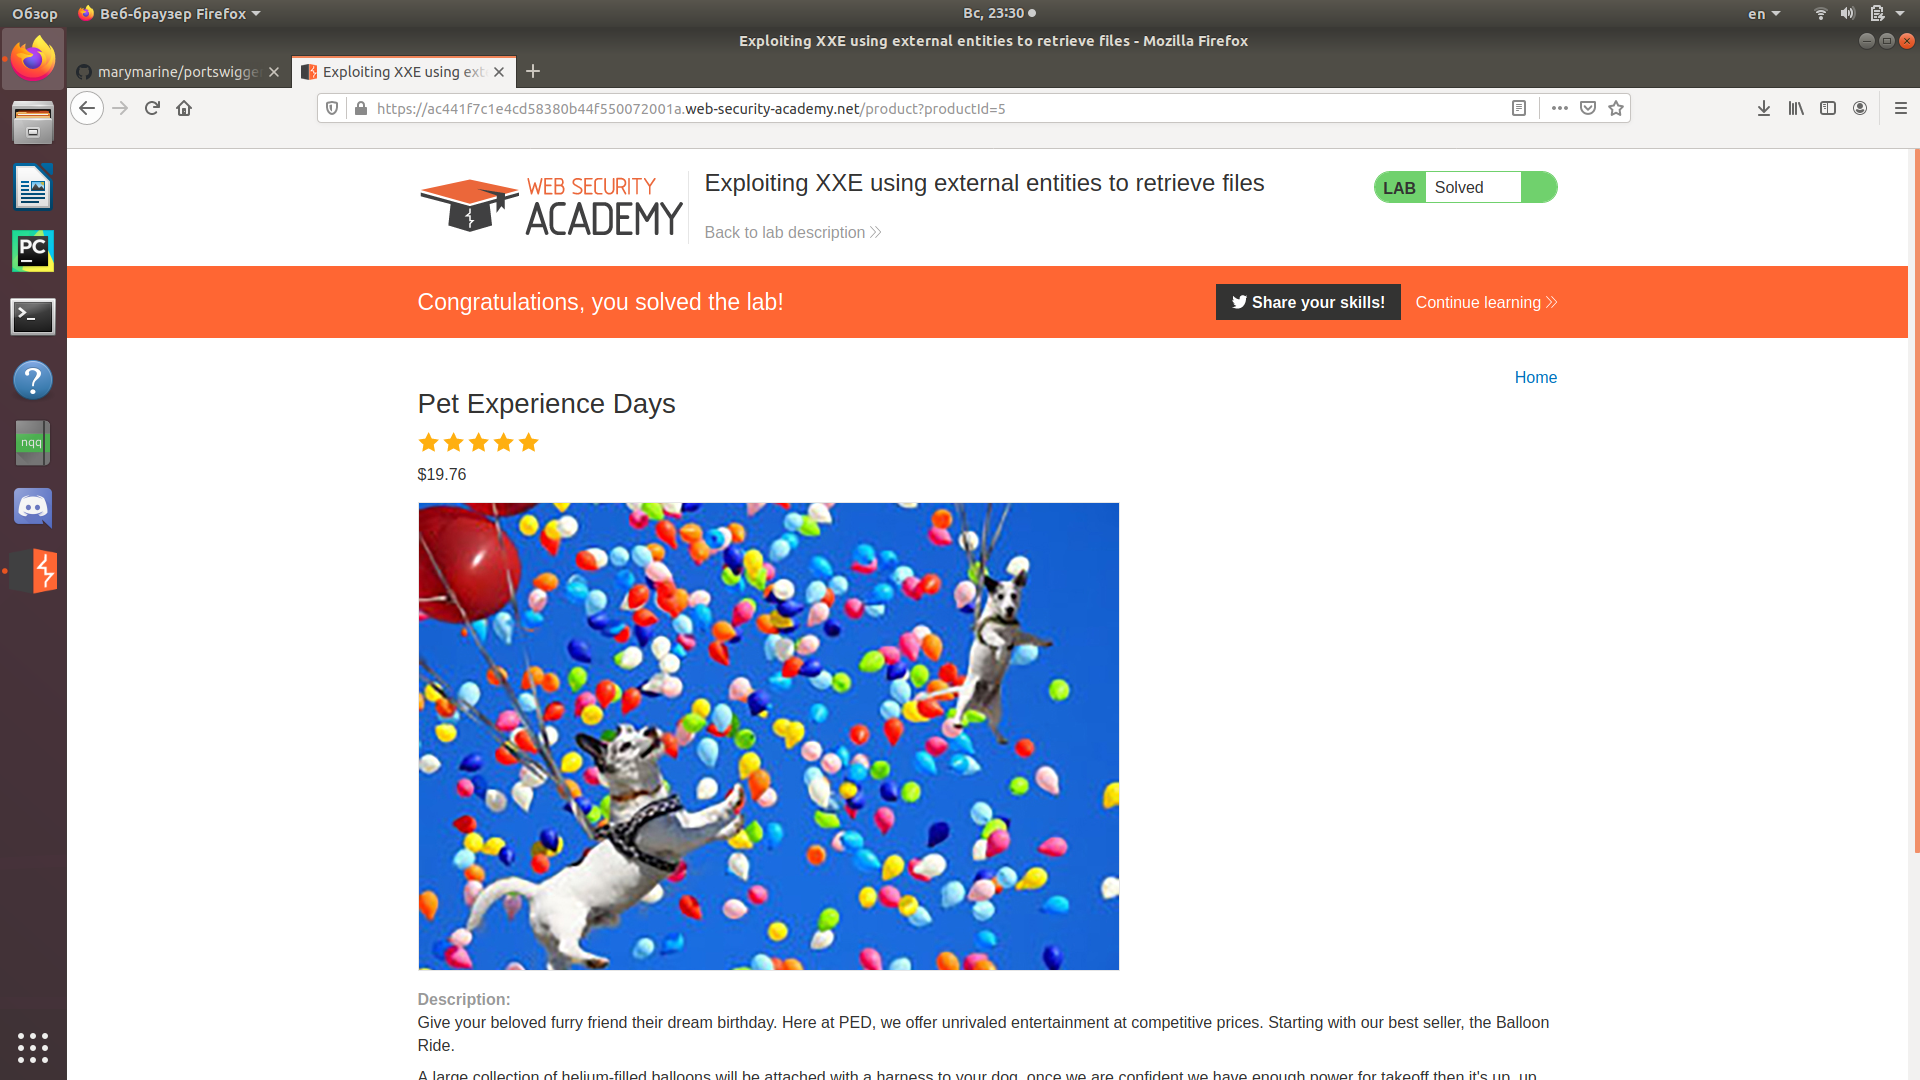 Обзор
Веб-браузер Firefox
Вс, 23:30
en
Exploiting XXE using external entities to retrieve files - Mozilla Firefox
marymarine/portswigge
Exploiting XXE using ext
https://ac441f7c1e4cd58380b44f550072001a.web-security-academy.net/product?productId=5
WEB SECURITY
ACADEMY
Exploiting XXE using external entities to retrieve files
Back to lab description
LAB
Solved
Congratulations, you solved the lab!
Share your skills!
Continue learning
Home
Pet Experience Days
$19.76
Description:
Give your beloved furry friend their dream birthday. Here at PED, we offer unrivaled entertainment at competitive prices. Starting with our best seller, the Balloon
Ride.
A large collection of helium-filled balloons will be attached with a harness to your dog, once we are confident we have enough power for takeoff then it's up, up
PC
nqq